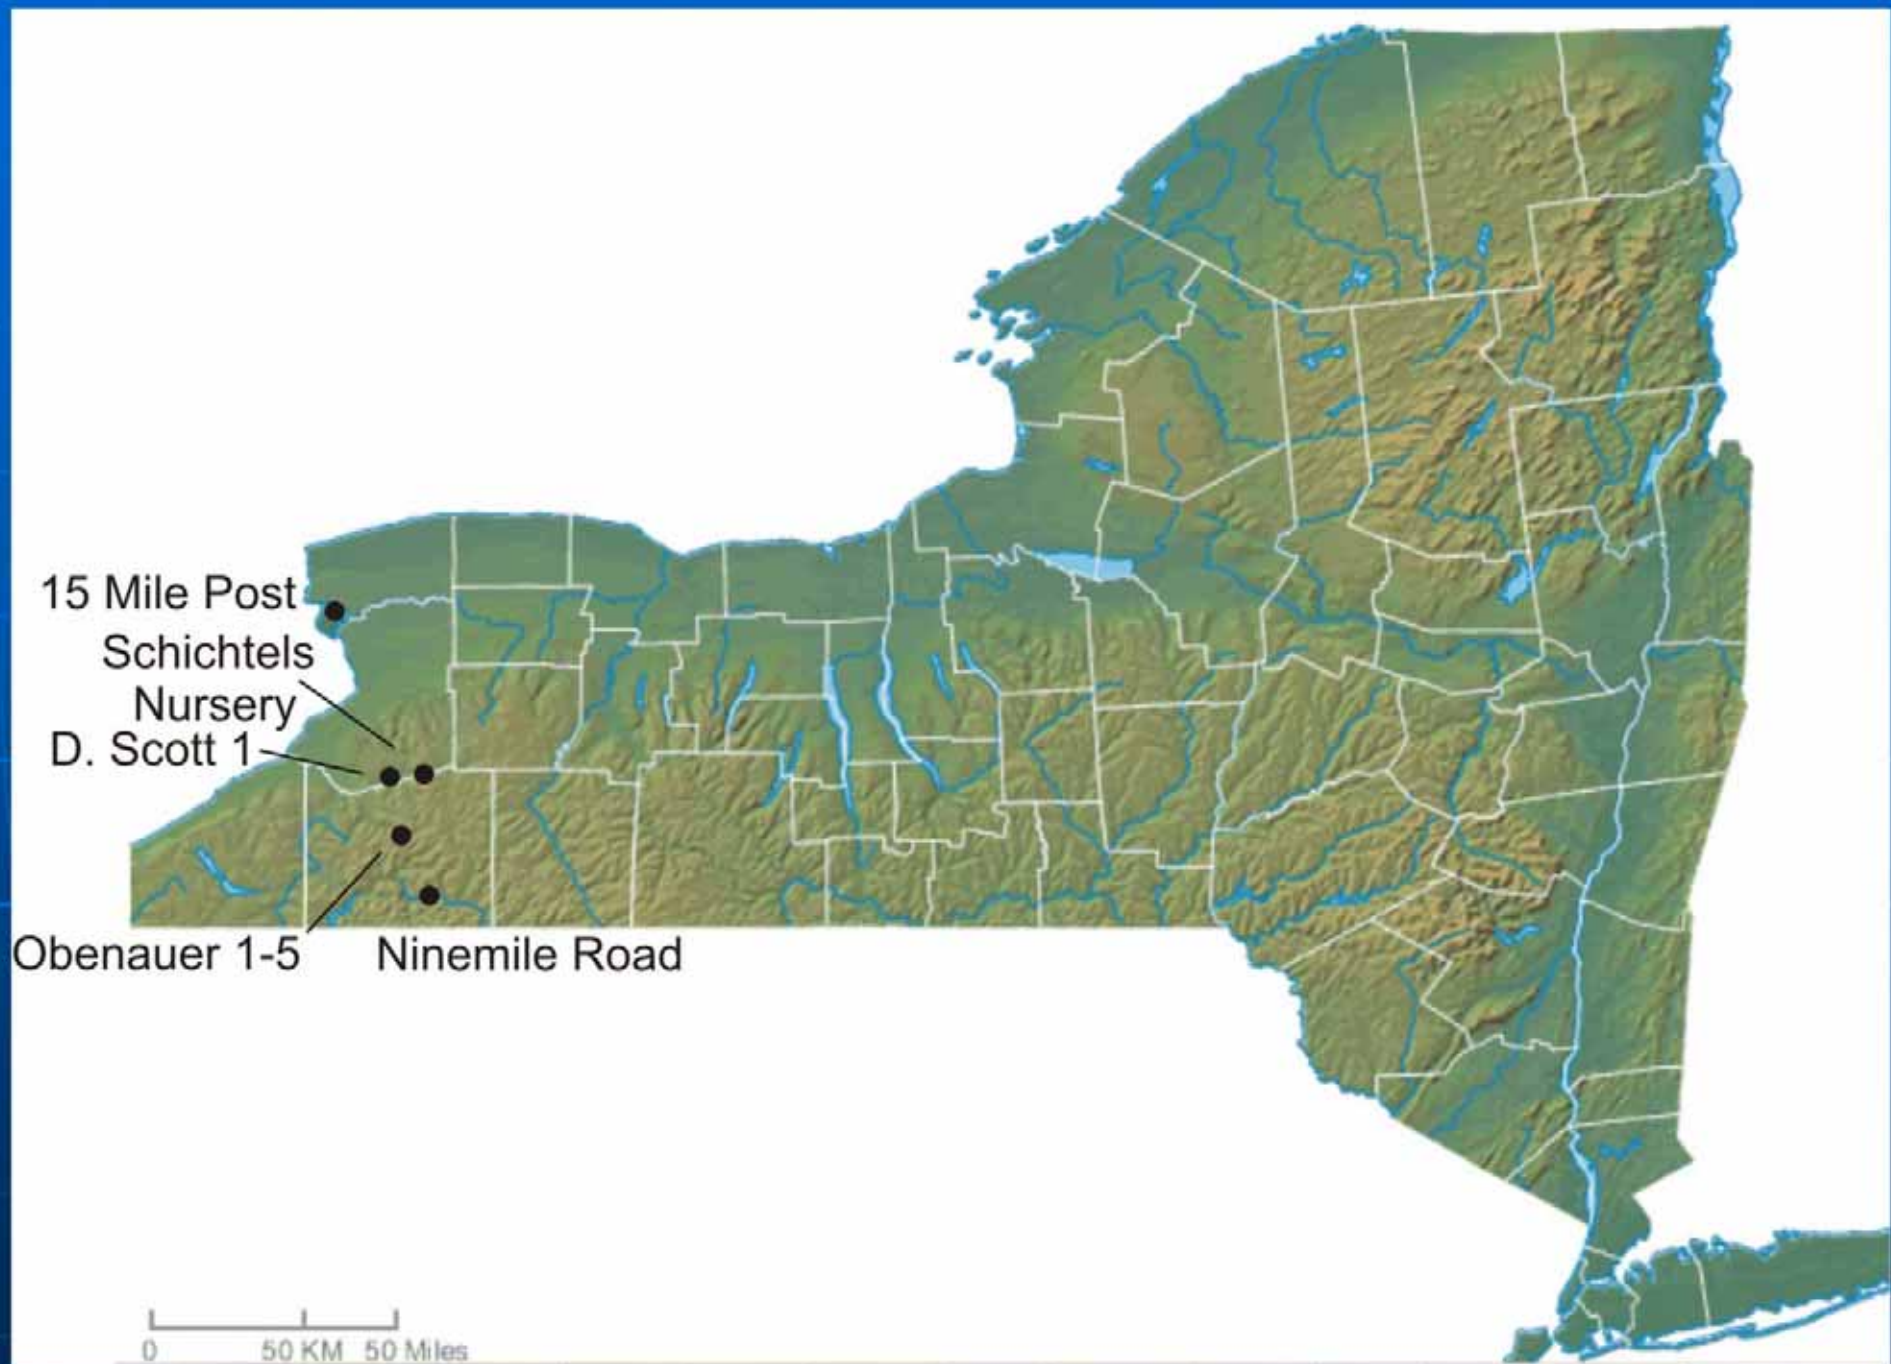 15 Mile Post
Schichtels
Nursery
D. Scott 1
Obenauer 1-5
Ninemile Road
0
50 KM
50 Miles